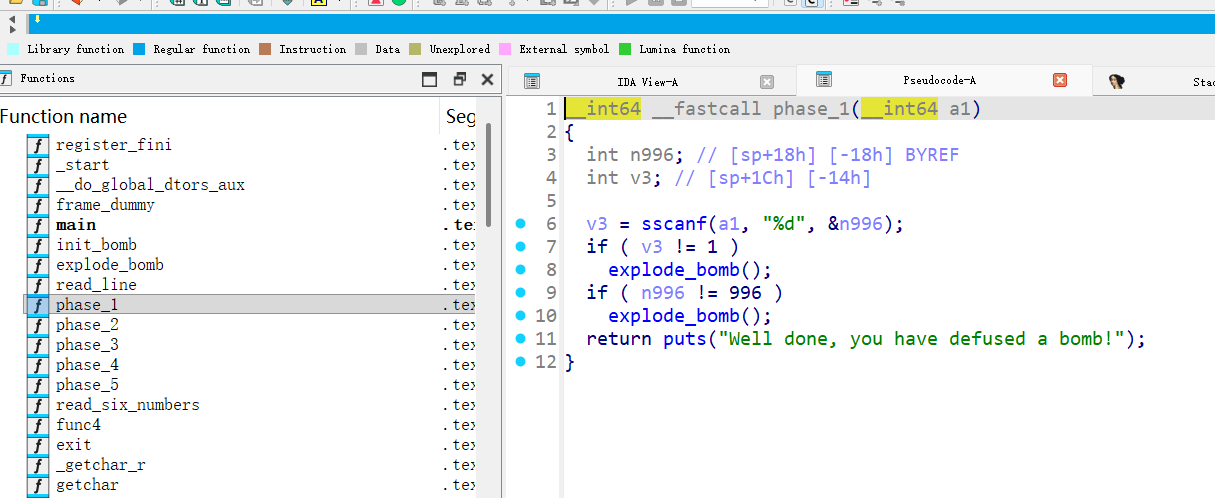 Library function Regular function Instruction Data Unexplored External symbol Lumina function
Functions
IDA View-A
Pseudocode-A
Function name
register_fini .tex
_start .tex
__do_global_dtors_aux .tex
frame_dummy .tex
main .te
init_bomb .tex
explode_bomb .tex
read_line .tex
phase_1 .tex
phase_2 .tex
phase_3 .tex
phase_4 .tex
phase_5 .tex
read_six_numbers .tex
func4 .tex
exit .tex
_getchar_r .tex
getchar .tex
1 __int64 __fastcall phase_1(__int64 a1)
2 {
3 int n996; // [sp+18h] [-18h] BYREF
4 int v3; // [sp+1Ch] [-14h]
5
6 v3 = sscanf(a1, "%d", &n996);
7 if ( v3 != 1 )
8 explode_bomb();
9 if ( n996 != 996 )
10 explode_bomb();
11 return puts("Well done, you have defused a bomb!");
12 }